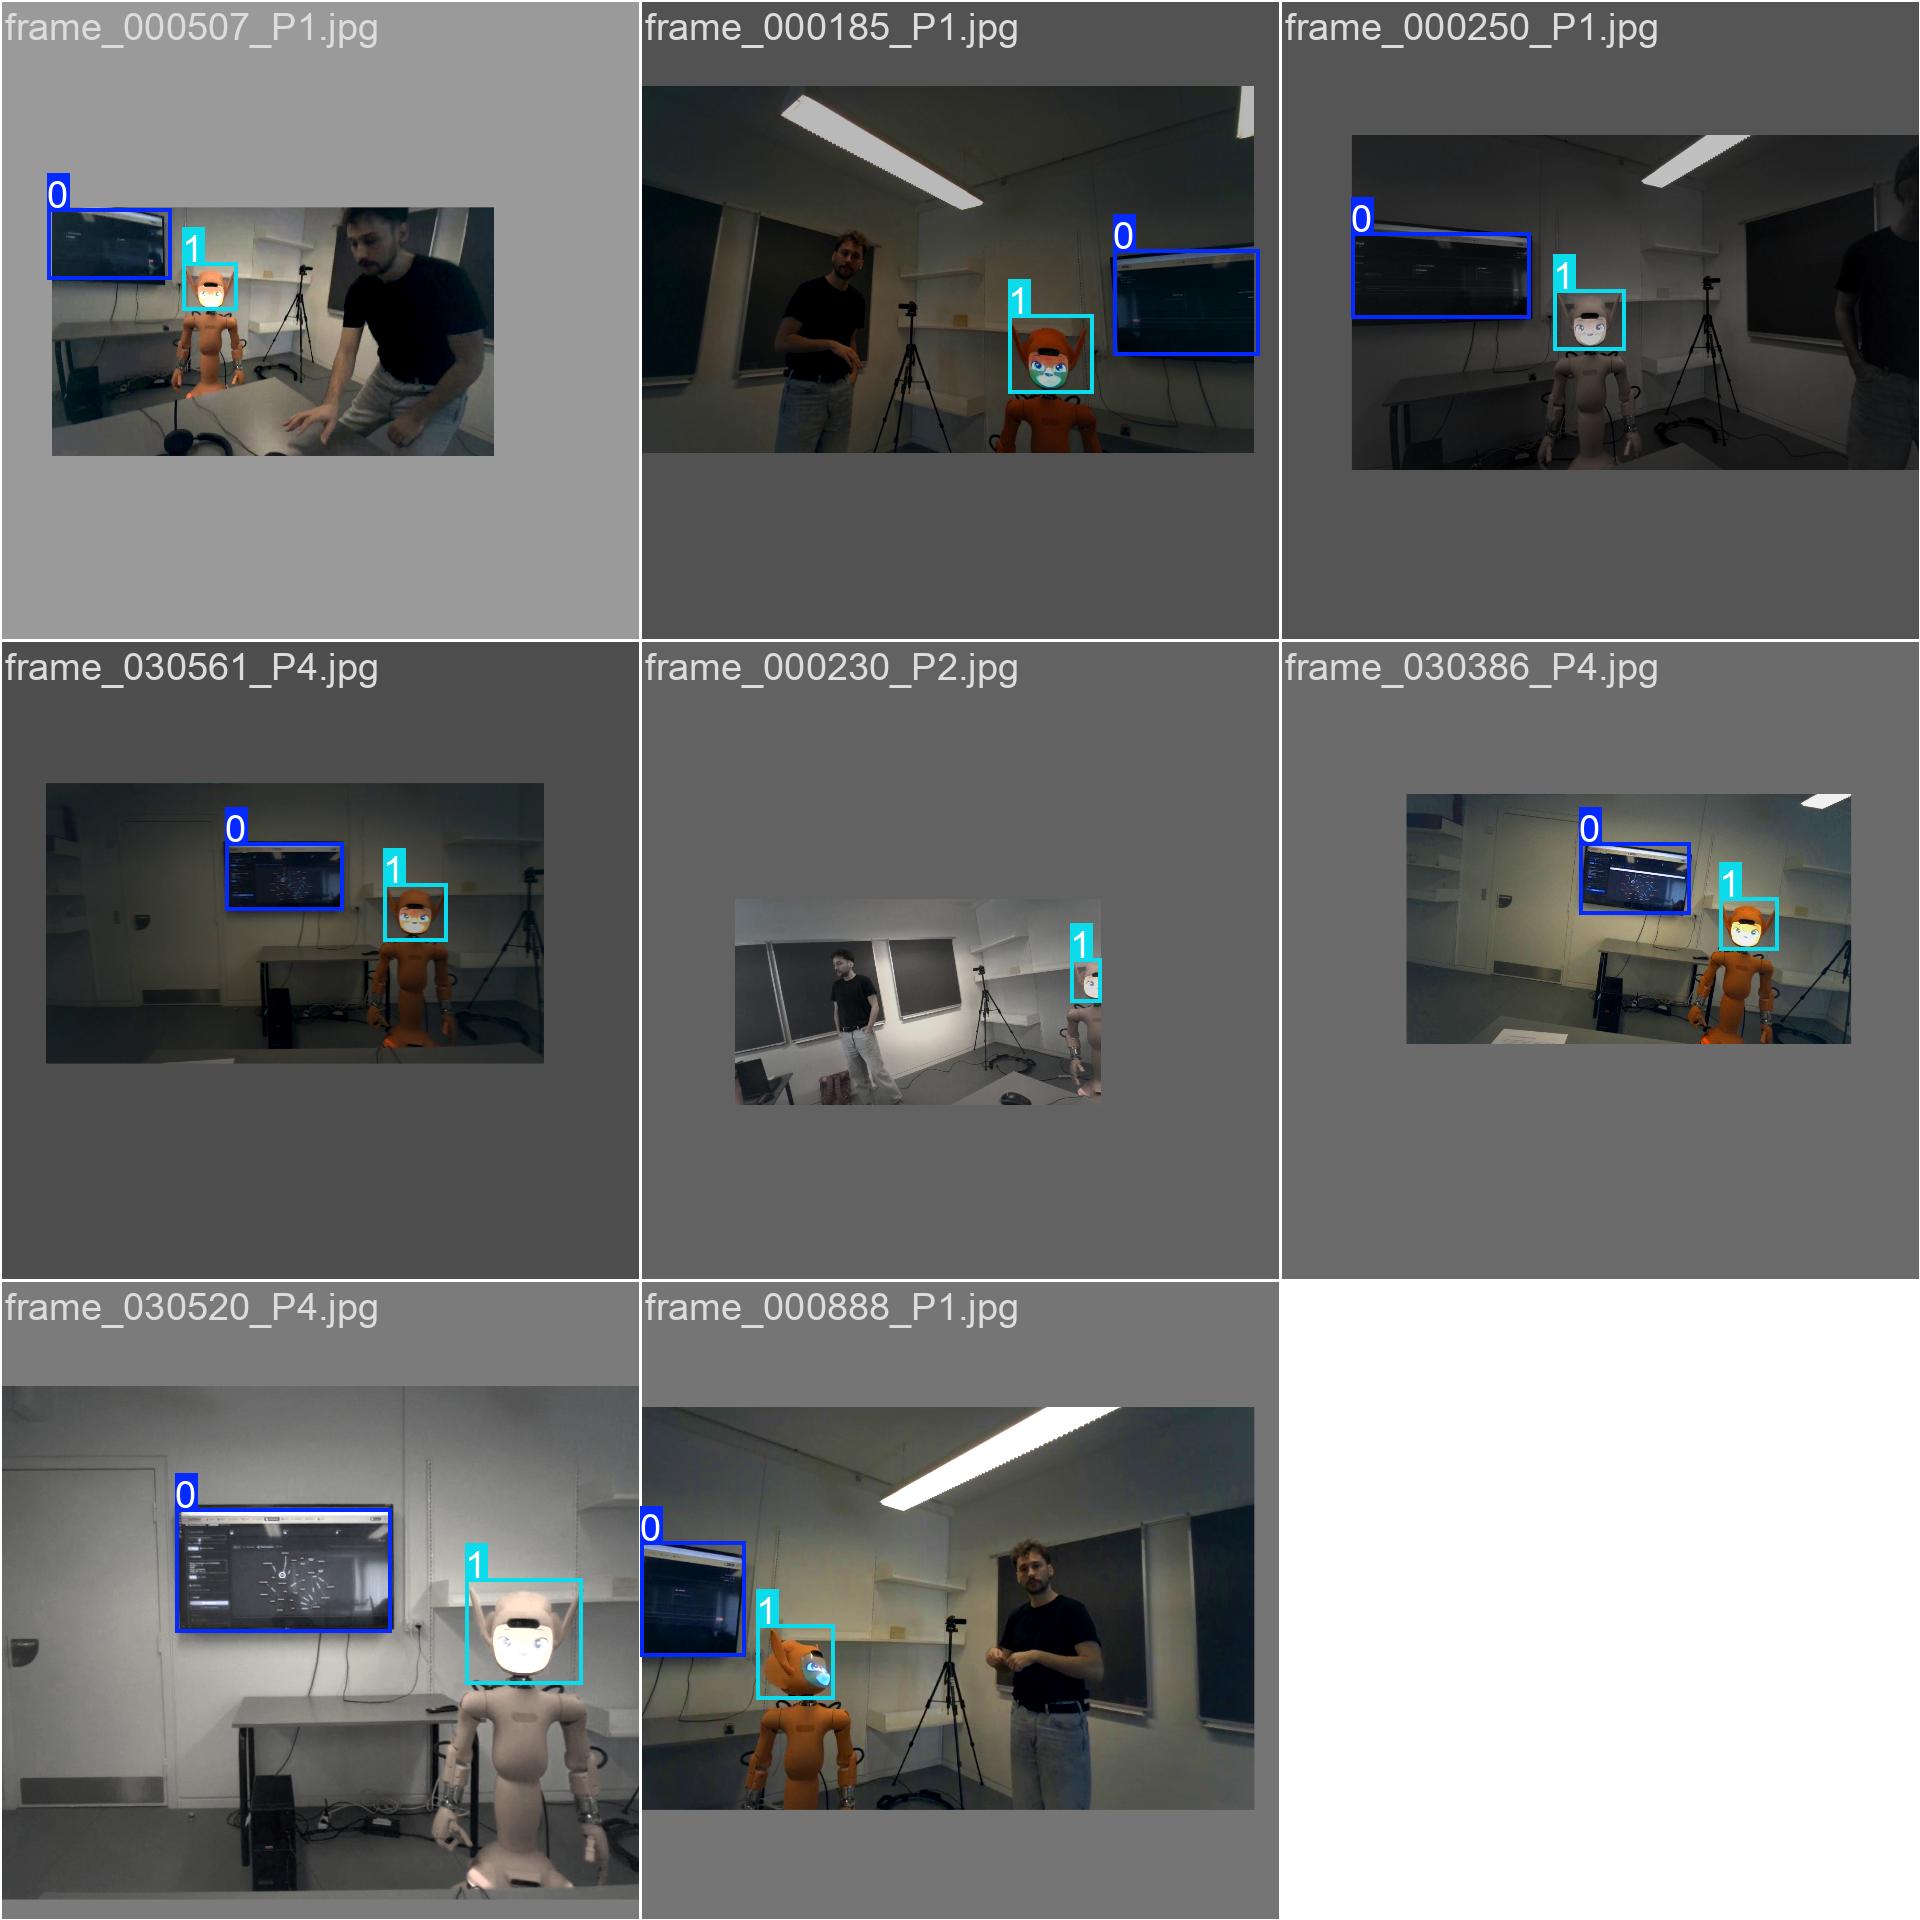 frame_000507_P1.jpg
frame_000185_P1.jpg
frame_000250_P1.jpg
0
1
1
0
0
1
frame_030561_P4.jpg
frame_000230_P2.jpg
frame_030386_P4.jpg
0
1
1
0
1
frame_030520_P4.jpg
frame_000888_P1.jpg
0
1
0
1